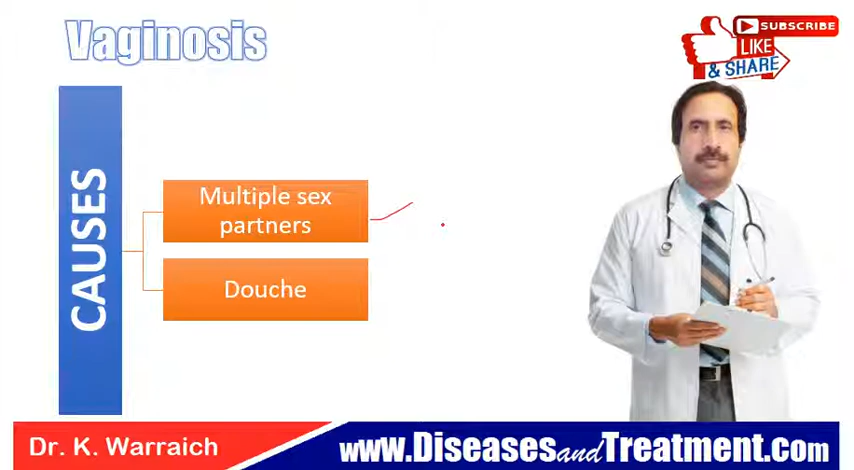 Vaginosis
SUBSCRIBE
LIKE
& SHARE
CAUSES
Multiple sex
partners
Douche
Dr. K. Warraich
www.DiseasesandTreatment.com